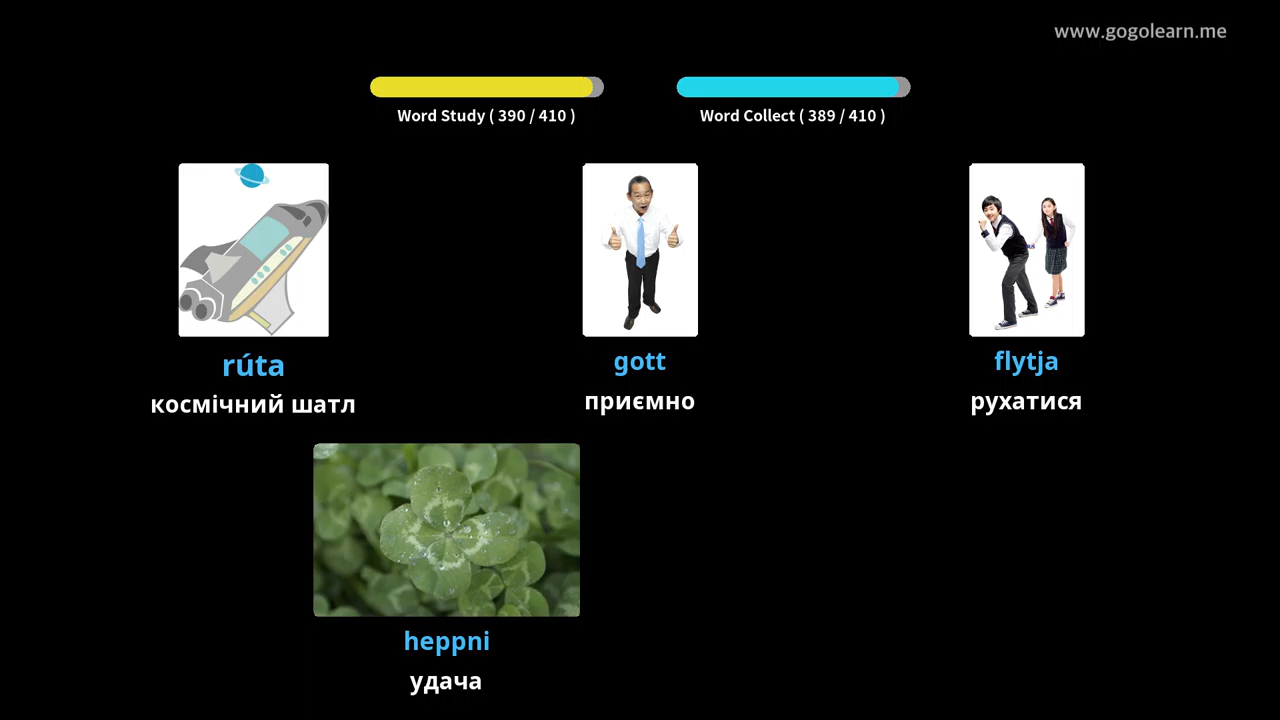 www.gogolearn.me
Word Study ( 390 / 410 )
Word Collect ( 389 / 410 )
rúta
gott
flytja
космічний шатл
приємно
рухатися
heppni
удача